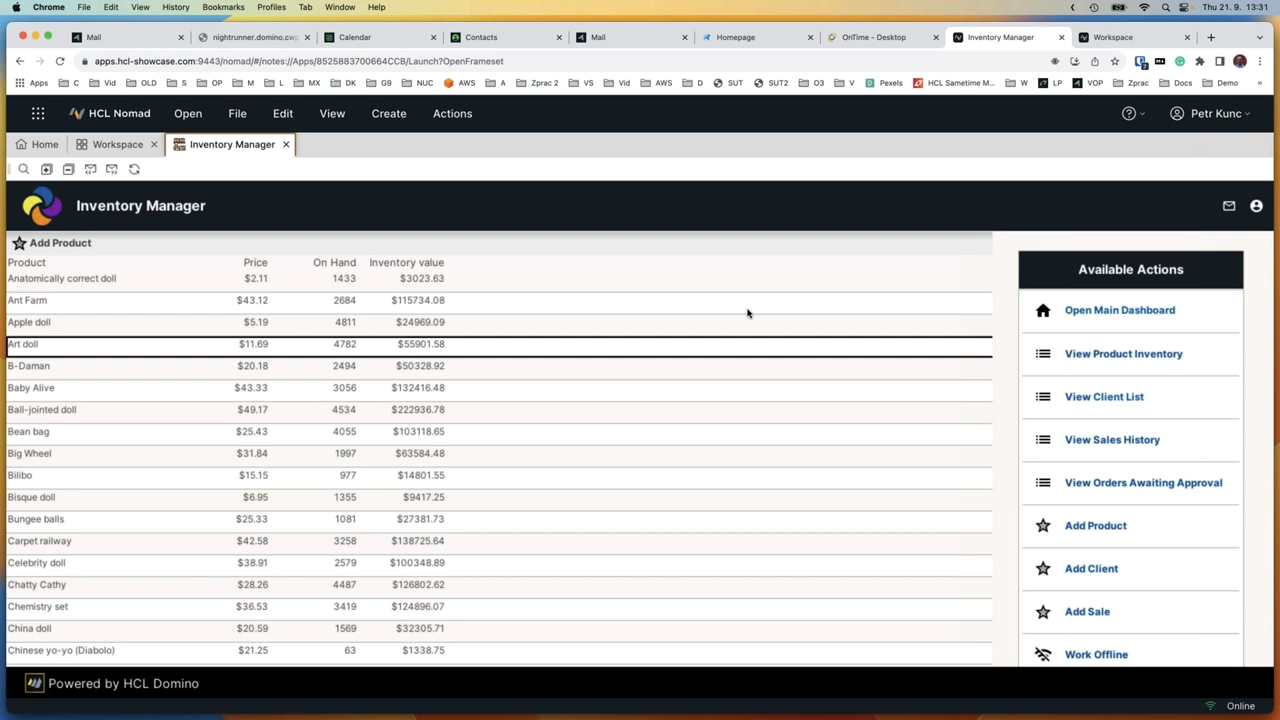 Chrome File Edit View History Bookmarks Profiles Tab Window Help Thu 21. 9. 13:31
Mail nightrunner.domino.cwp Calendar Contacts Mail Homepage OnTime - Desktop Inventory Manager Workspace
apps.hcl-showcase.com:9443/nomad/#/notes://Apps/8525883700664CCB/Launch?OpenFrameset
Apps C Vid OLD S OP M L MX DK G9 NUC AWS A Zprac 2 VS Vid AWS D SUT SUT2 O3 V Pexels HCL Sametime M... W LP VOP Zprac Docs Demo
HCL Nomad Open File Edit View Create Actions Petr Kunc
Home Workspace Inventory Manager
Inventory Manager
Add Product
Product Price On Hand Inventory value
Anatomically correct doll $2.11 1433 $3023.63
Ant Farm $43.12 2684 $115734.08
Apple doll $5.19 4811 $24969.09
Art doll $11.69 4782 $55901.58
B-Daman $20.18 2494 $50328.92
Baby Alive $43.33 3056 $132416.48
Ball-jointed doll $49.17 4534 $222936.78
Bean bag $25.43 4055 $103118.65
Big Wheel $31.84 1997 $63584.48
Bilibo $15.15 977 $14801.55
Bisque doll $6.95 1355 $9417.25
Bungee balls $25.33 1081 $27381.73
Carpet railway $42.58 3258 $138725.64
Celebrity doll $38.91 2579 $100348.89
Chatty Cathy $28.26 4487 $126802.62
Chemistry set $36.53 3419 $124896.07
China doll $20.59 1569 $32305.71
Chinese yo-yo (Diabolo) $21.25 63 $1338.75
Available Actions
Open Main Dashboard
View Product Inventory
View Client List
View Sales History
View Orders Awaiting Approval
Add Product
Add Client
Add Sale
Work Offline
Powered by HCL Domino
Online